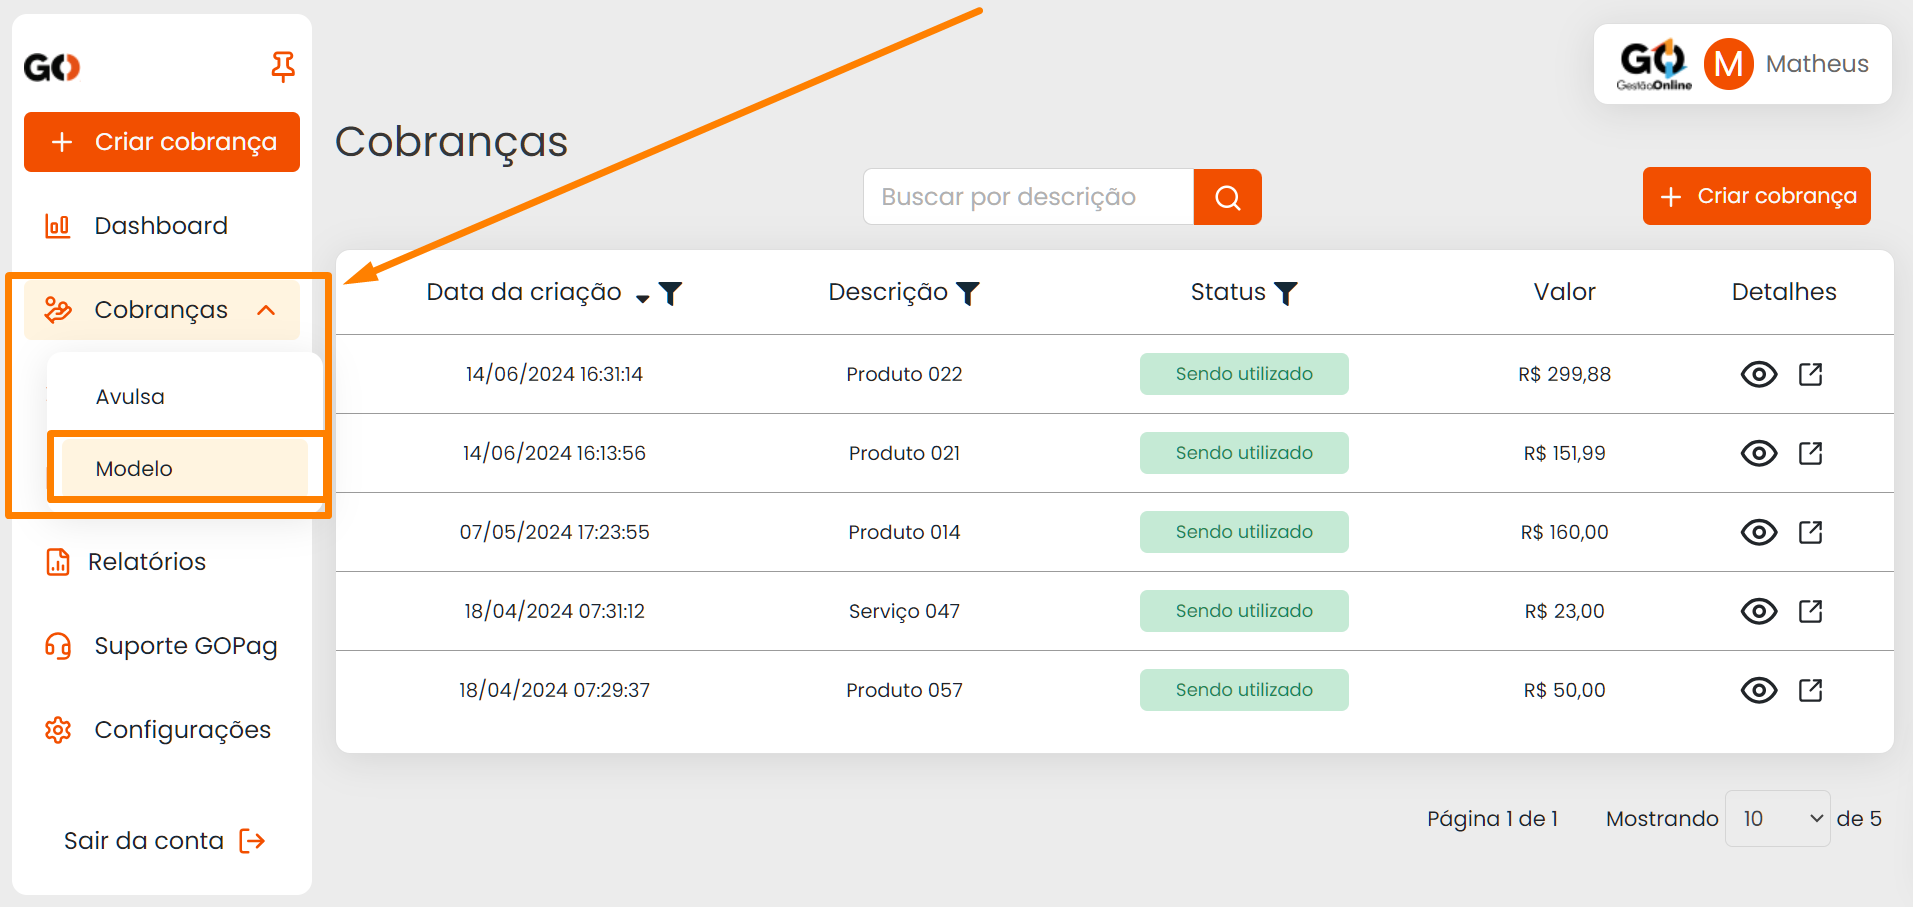 GO
Criar cobrança
Dashboard
Cobranças
Avulsa
Modelo
Relatórios
Suporte GOPag
Configurações
Sair da conta
GO
GestãoOnline
M
Matheus
Cobranças
Buscar por descrição
Criar cobrança
Data da criação Descrição Status Valor Detalhes
14/06/2024 16:31:14 Produto 022 Sendo utilizado R$ 299,88
14/06/2024 16:13:56 Produto 021 Sendo utilizado R$ 151,99
07/05/2024 17:23:55 Produto 014 Sendo utilizado R$ 160,00
18/04/2024 07:31:12 Serviço 047 Sendo utilizado R$ 23,00
18/04/2024 07:29:37 Produto 057 Sendo utilizado R$ 50,00
Página 1 de 1 Mostrando 10 de 5